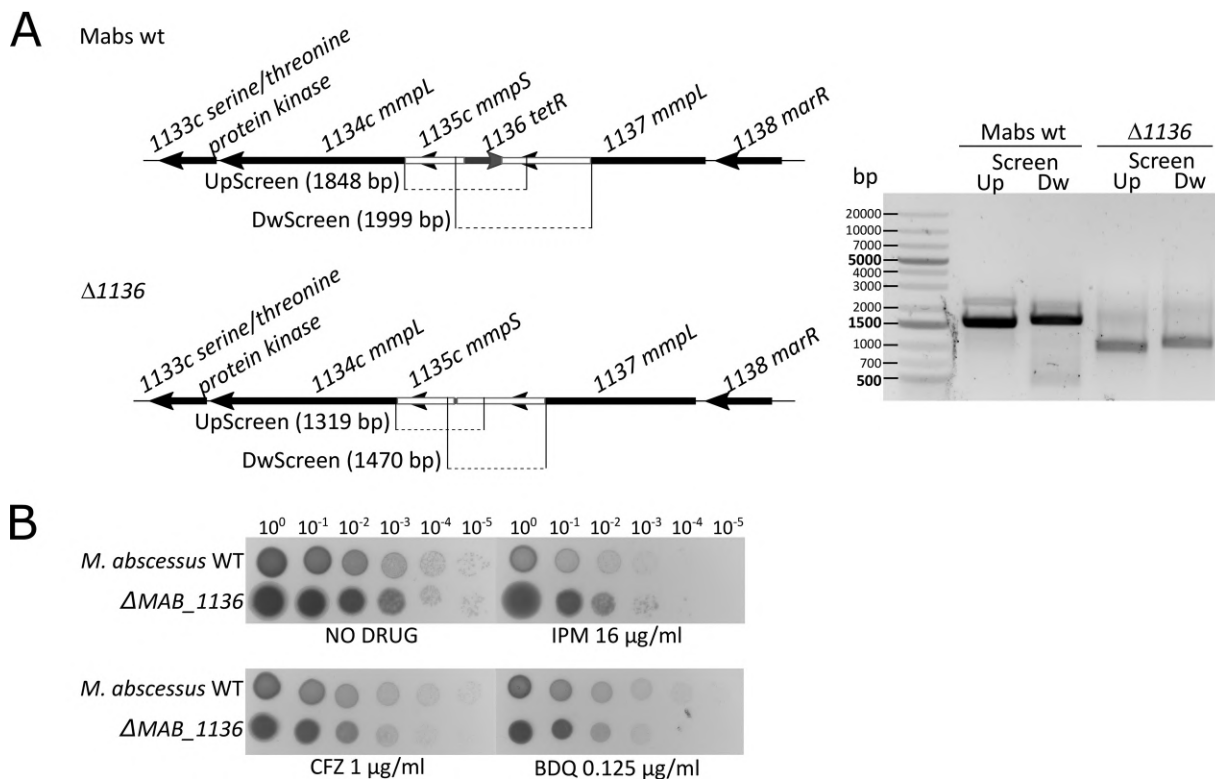 A
Mabs wt
1133c serine/threonine
protein kinase
1134c mmpL
1135c mmpS
1136 tetR
1137 mmpL
1138 marR
UpScreen (1848 bp)
DwScreen (1999 bp)
Δ1136
1133c serine/threonine
protein kinase
1134c mmpL
1135c mmpS
1137 mmpL
1138 marR
UpScreen (1319 bp)
DwScreen (1470 bp)
Mabs wt Δ1136
Screen Screen
bp Up Dw Up Dw
20000
10000
7000
5000
4000
3000
2000
1500
1000
700
500
B
10⁰ 10⁻¹ 10⁻² 10⁻³ 10⁻⁴ 10⁻⁵ 10⁰ 10⁻¹ 10⁻² 10⁻³ 10⁻⁴ 10⁻⁵
M. abscessus WT
ΔMAB_1136
NO DRUG IPM 16 µg/ml
M. abscessus WT
ΔMAB_1136
CFZ 1 µg/ml BDQ 0.125 µg/ml